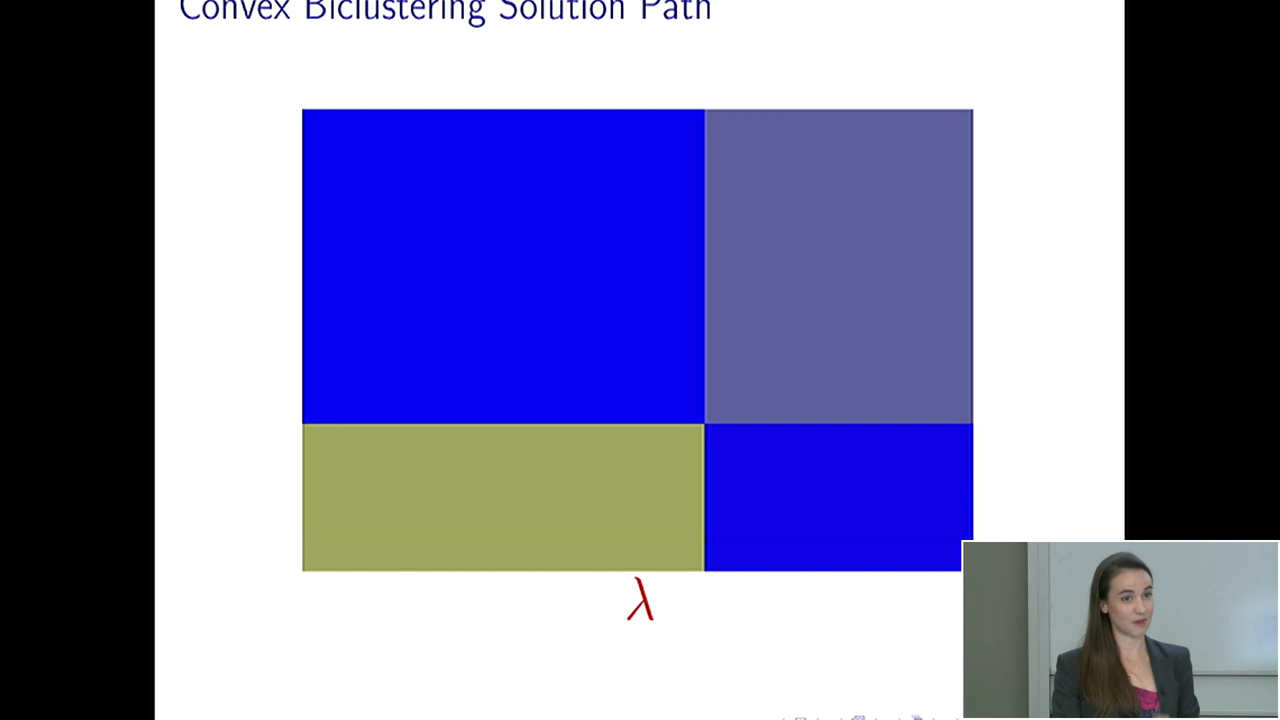 Convex Biclustering Solution Path
λ